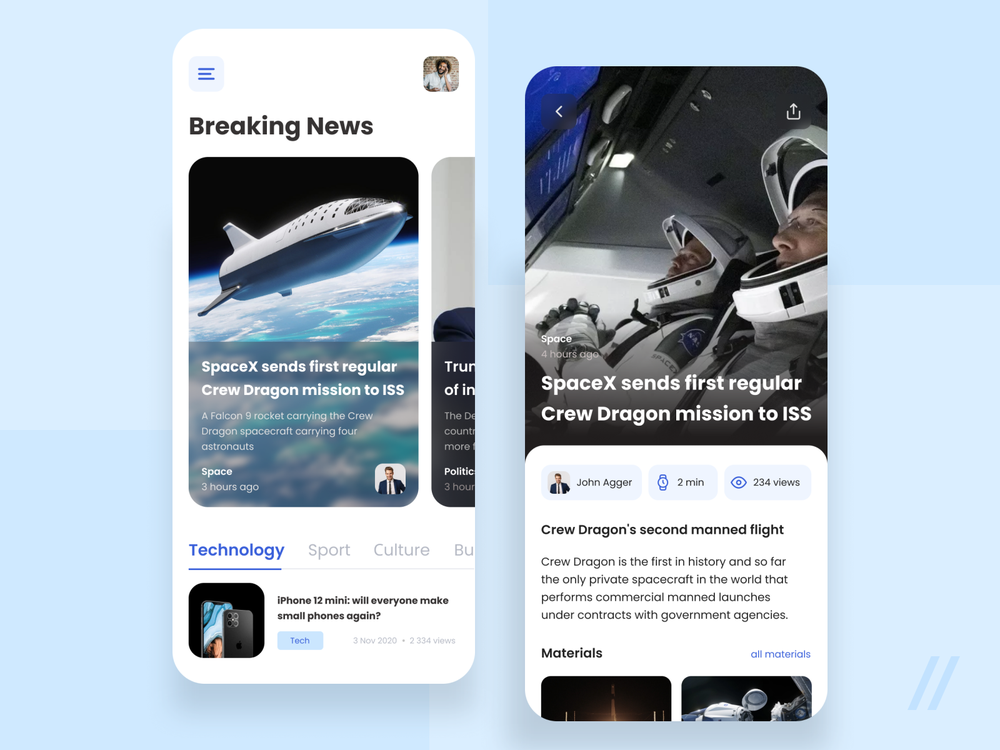 Breaking News
SpaceX sends first regular
Crew Dragon mission to ISS
A Falcon 9 rocket carrying the Crew
Dragon spacecraft carrying four
astronauts
Space
3 hours ago
of in
The De
more
Politics
3 hour
Technology Sport Culture Bu
iPhone 12 mini: will everyone make
small phones again?
Tech
3 Nov 2020 • 2 334 views
Space
4 hours ago
SpaceX sends first regular
Crew Dragon mission to ISS
John Agger
2 min
234 views
Crew Dragon's second manned flight
Crew Dragon is the first in history and so far
the only private spacecraft in the world that
performs commercial manned launches
under contracts with government agencies.
Materials
all materials